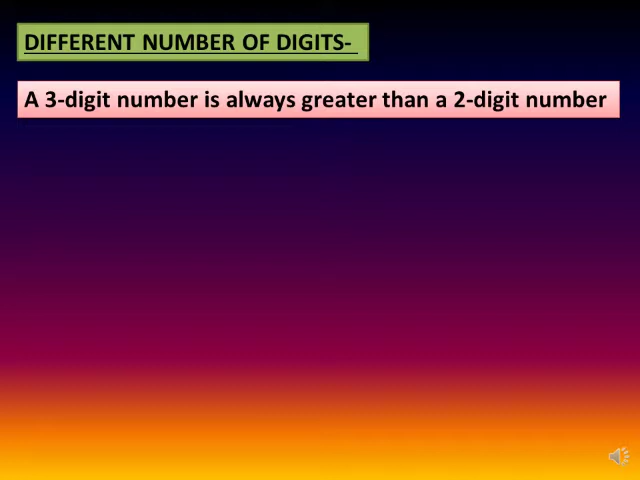 DIFFERENT NUMBER OF DIGITS-
A 3-digit number is always greater than a 2-digit number